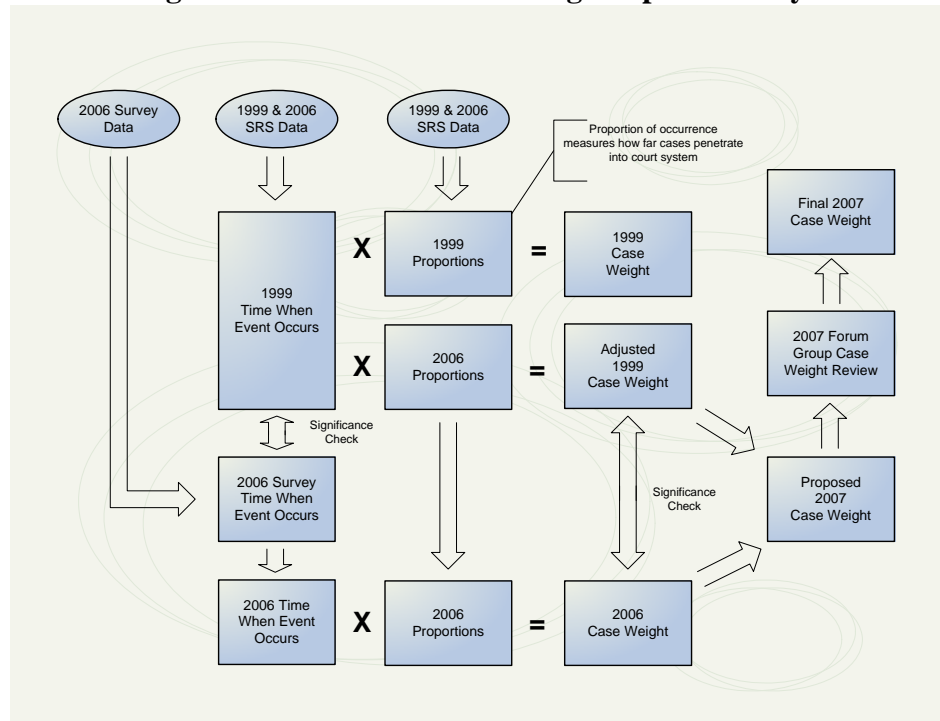 2006 Survey
Data
1999 & 2006
SRS Data
1999 & 2006
SRS Data
Proportion of occurrence
measures how far cases penetrate
into court system
Final 2007
Case Weight
1999
Time When
Event Occurs
X
1999
Proportions
=
1999
Case
Weight
2007 Forum
Group Case
Weight Review
X
2006
Proportions
=
Adjusted
1999
Case Weight
Significance
Check
2006 Survey
Time When
Event Occurs
Significance
Check
Proposed
2007
Case Weight
2006 Time
When Event
Occurs
X
2006
Proportions
=
2006
Case Weight